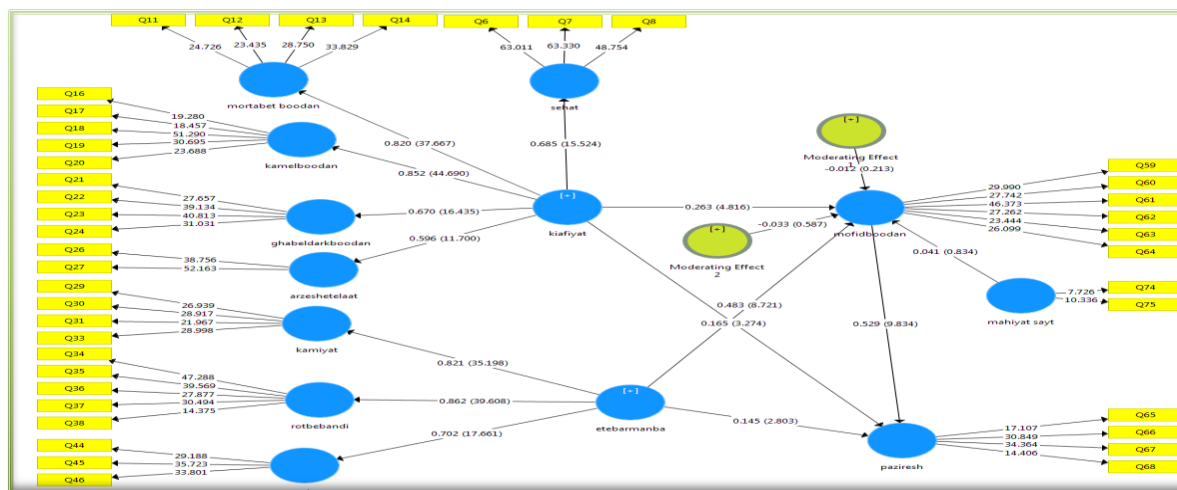 Q11 Q12 Q13 Q14 Q6 Q7 Q8
24.726 23.435 28.750 33.829 63.011 63.330 48.754
mortabet boodan
sehat
Q16
Q17
Q18
Q19
Q20
19.280
18.457
51.290
30.695
23.688
kamelboodan
0.820 (37.667)
0.685 (15.524)
0.852 (44.690)
[+]
Moderating Effect
-0.012 (0.213)
Q21
Q22
Q23
Q24
27.657
39.134
40.813
31.031
ghabeldarkboodan
0.670 (16.435)
[+]
kiafiyat
0.263 (4.816)
mofidboodan
29.990
27.742
46.373
27.262
23.444
26.099
Q59
Q60
Q61
Q62
Q63
Q64
0.596 (11.700)
-0.033 (0.587)
[+]
Moderating Effect
2
Q26
Q27
38.756
52.163
arzeshetelaat
0.041 (0.834)
7.726
10.336
Q74
Q75
mahiyat sayt
Q29
Q30
Q31
Q33
26.939
28.917
21.967
28.998
kamiyat
0.483 (8.721)
0.165 (3.274)
0.529 (9.834)
0.821 (35.198)
Q34
Q35
Q36
Q37
Q38
47.288
39.569
27.877
30.494
14.375
rotbebandi
0.862 (39.608)
[+]
etebarmanba
0.145 (2.803)
0.702 (17.661)
Q44
Q45
Q46
29.188
35.723
33.801
paziresh
17.107
30.849
34.364
14.406
Q65
Q66
Q67
Q68